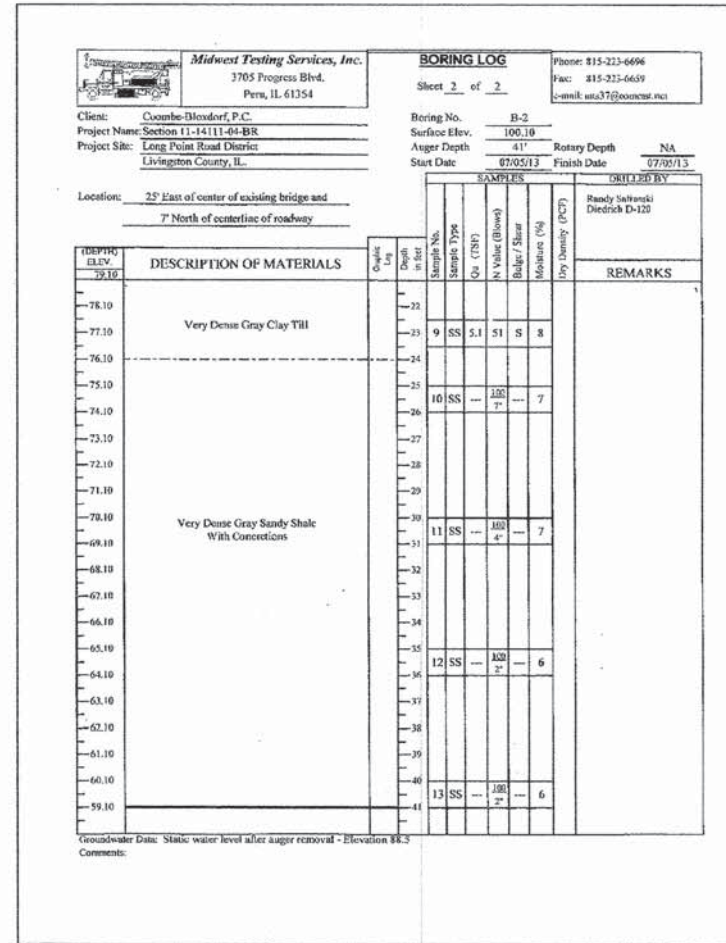 Midwest Testing Services, Inc.
3705 Progress Blvd.
Peru, IL 61354
BORING LOG
Sheet 2 of 2
Phone: 815-223-6696
Fax: 815-223-6659
e-mail:
Client: Coombe-Bloxdorf, P.C.
Project Name: Section 11-14111-04-BR
Project Site: Long Point Road District
Livingston County, IL.
Boring No. B-2
Surface Elev. 100.10
Auger Depth 41' Rotary Depth NA
Start Date 07/05/13 Finish Date 07/05/13
Location: 25' East of center of existing bridge and
7' North of centerline of roadway
SAMPLES
DRILLED BY
Randy
Diedrich D-120
(DEPTH)
ELEV.
79.10
DESCRIPTION OF MATERIALS
Graphic Log
Depth in feet
Sample No.
Sample Type
Qu (TSF)
N Value (Blows)
Bulge / Shear
Moisture (%)
Dry Density (PCF)
REMARKS
78.10 22
77.10 Very Dense Gray Clay Till 23 9 SS 5.1 51 S 8
76.10 24
75.10 25
10 SS --- 100/7" --- 7
74.10 26
73.10 27
72.10 28
71.10 29
70.10 30
Very Dense Gray Sandy Shale
With Concretions
11 SS --- 100/4" --- 7
69.10 31
68.10 32
67.10 33
66.10 34
65.10 35
12 SS --- 100/2" --- 6
64.10 36
63.10 37
62.10 38
61.10 39
60.10 40
13 SS --- 100/2" --- 6
59.10 41
Groundwater Data: Static water level after auger removal - Elevation 88.5
Comments: